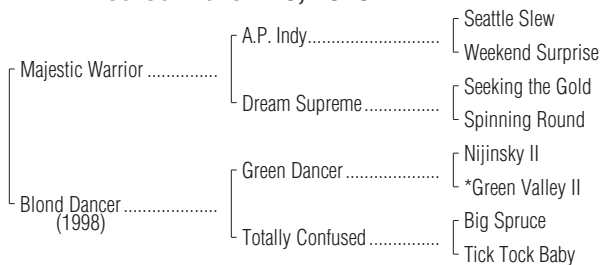 Seattle Slew
A.P. Indy
Weekend Surprise
Majestic Warrior
Seeking the Gold
Dream Supreme
Spinning Round
Nijinsky II
Green Dancer
*Green Valley II
Blond Dancer
(1998)
Big Spruce
Totally Confused
Tick Tock Baby